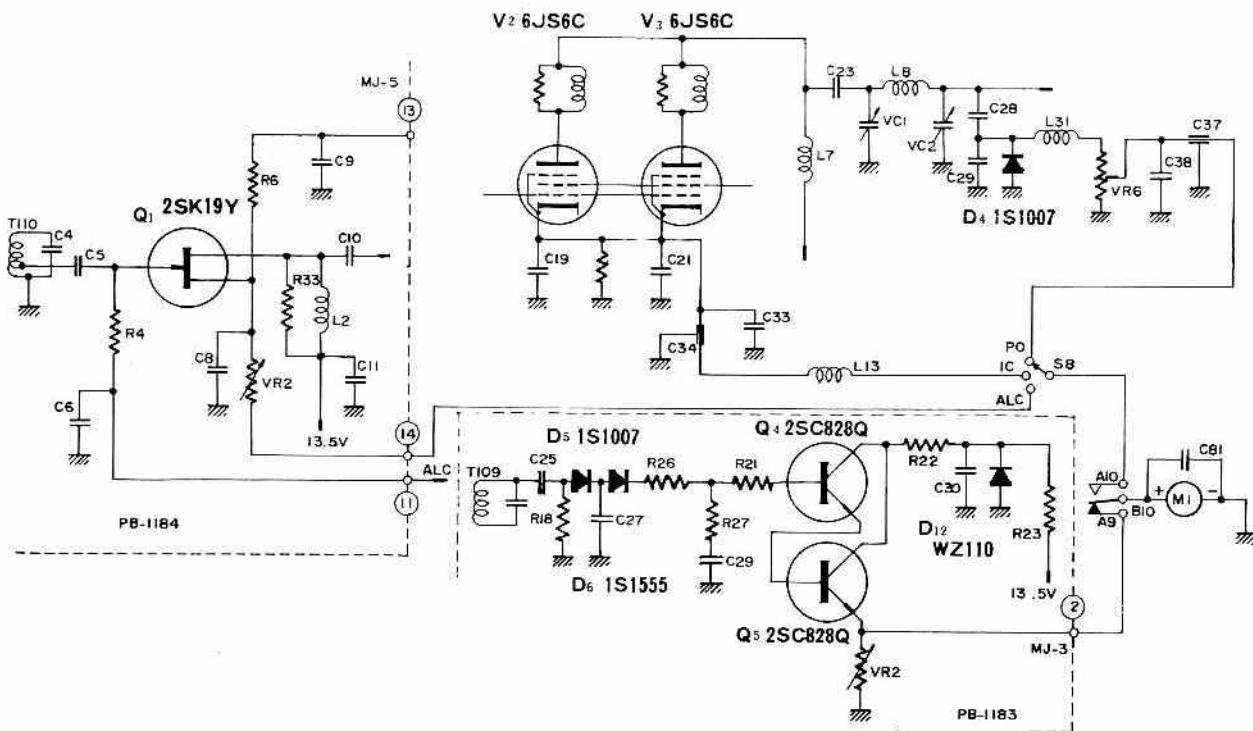 V2 6JS6C
V3 6JS6C
MJ-5
13
C23
L8
VC1
VC2
C28
L31
C37
C29
C38
VR6
D4 1S1007
L7
C9
R6
Q1 2SK19Y
T110
C4
C5
C10
R33
L2
R4
C8
VR2
C11
C6
13.5V
14
ALC
11
PB-1184
C19
C21
C33
C34
L13
PO
IC
S8
ALC
D5 1S1007
Q4 2SC828Q
T109
C25
R26
R21
R22
C30
R18
C27
R27
C29
D12
WZ110
R23
13.5V
D6 1S1555
Q5 2SC828Q
VR2
2
MJ-3
PB-1183
A10
B10
A9
C81
+ M1 -